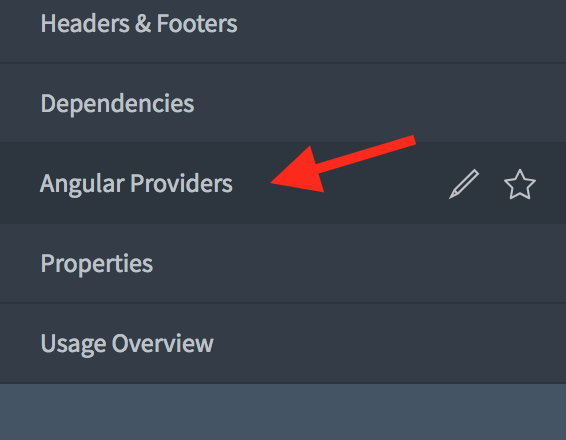 Headers & Footers
Dependencies
Angular Providers
Properties
Usage Overview